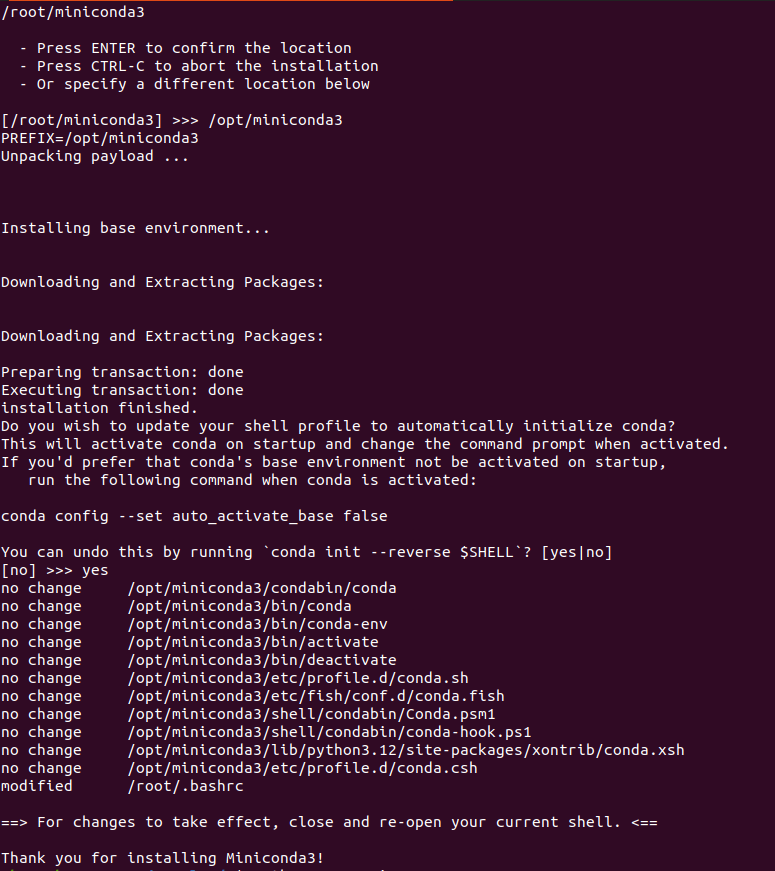 /root/miniconda3
- Press ENTER to confirm the location
- Press CTRL-C to abort the installation
- Or specify a different location below
[/root/miniconda3] >>> /opt/miniconda3
PREFIX=/opt/miniconda3
Unpacking payload ...
Installing base environment...
Downloading and Extracting Packages:
Downloading and Extracting Packages:
Preparing transaction: done
Executing transaction: done
installation finished.
Do you wish to update your shell profile to automatically initialize conda?
This will activate conda on startup and change the command prompt when activated.
If you'd prefer that conda's base environment not be activated on startup,
run the following command when conda is activated:
conda config --set auto_activate_base false
You can undo this by running `conda init --reverse $SHELL`? [yes|no]
[no] >>> yes
no change     /opt/miniconda3/condabin/conda
no change     /opt/miniconda3/bin/conda
no change     /opt/miniconda3/bin/conda-env
no change     /opt/miniconda3/bin/activate
no change     /opt/miniconda3/bin/deactivate
no change     /opt/miniconda3/etc/profile.d/conda.sh
no change     /opt/miniconda3/etc/fish/conf.d/conda.fish
no change     /opt/miniconda3/shell/condabin/Conda.psm1
no change     /opt/miniconda3/shell/condabin/conda-hook.ps1
no change     /opt/miniconda3/lib/python3.12/site-packages/xontrib/conda.xsh
no change     /opt/miniconda3/etc/profile.d/conda.csh
modified      /root/.bashrc
==> For changes to take effect, close and re-open your current shell. <==
Thank you for installing Miniconda3!